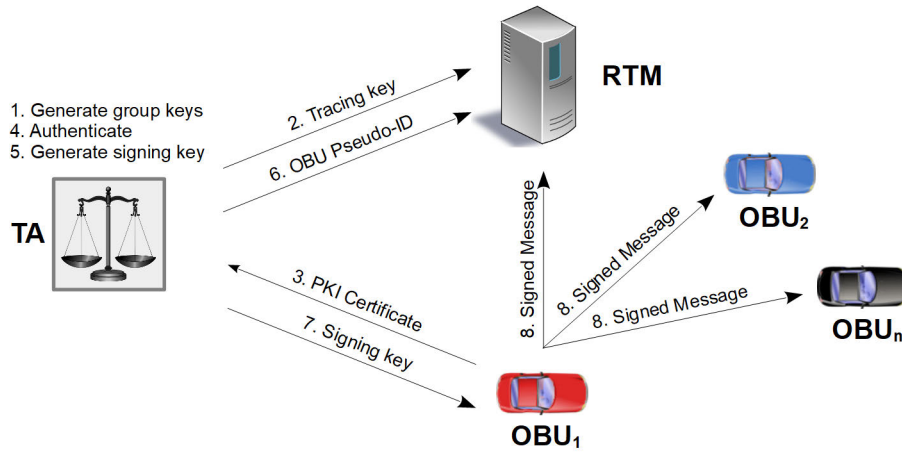 RTM
1. Generate group keys
4. Authenticate
5. Generate signing key
2. Tracing key
6. OBU Pseudo-ID
TA
OBU₂
8. Signed Message
8. Signed Message
8. Signed Message
OBUₙ
3. PKI Certificate
7. Signing key
OBU₁